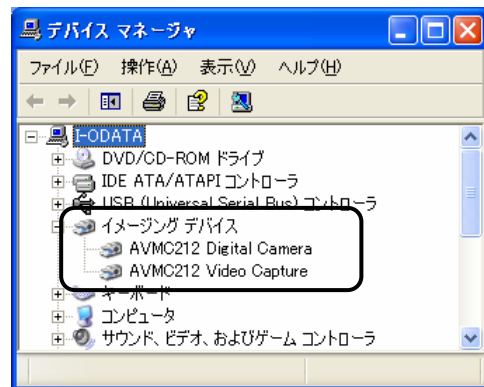 デバイス マネージャ
ファイル(F) 操作(A) 表示(V) ヘルプ(H)
I-ODATA
DVD/CD-ROM ドライブ
IDE ATA/ATAPI コントローラ
USB (Universal Serial Bus) コントローラ
イメージング デバイス
AVMC212 Digital Camera
AVMC212 Video Capture
キーボード
コンピュータ
サウンド、ビデオ、およびゲーム コントローラ